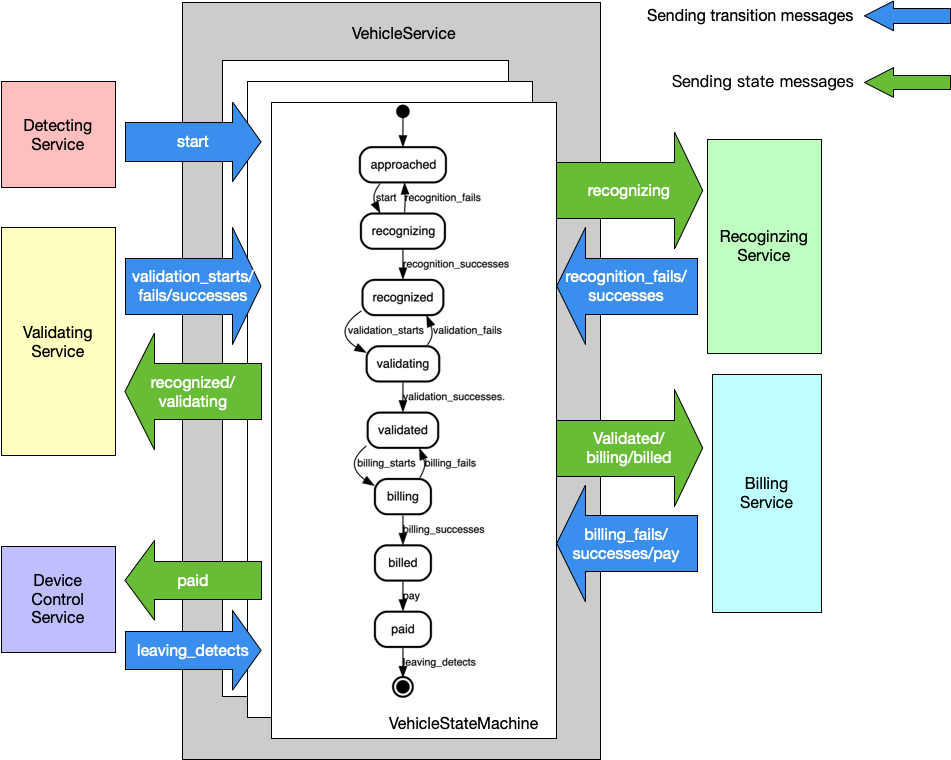 Sending transition messages
VehicleService
Sending state messages
Detecting
Service
start
approached
start
recognition_fails
recognizing
recognizing
recognition_successes
Recoginzing
Service
Validating
Service
validation_starts/
fails/successes
recognized
recognition_fails/
successes
validation_starts
validation_fails
validating
recognized/
validating
validation_successes.
validated
Validated/
billing/billed
billing_starts
billing_fails
billing
Billing
Service
billing_successes
billing_fails/
successes/pay
billed
Device
Control
Service
paid
pay
paid
leaving_detects
leaving_detects
VehicleStateMachine